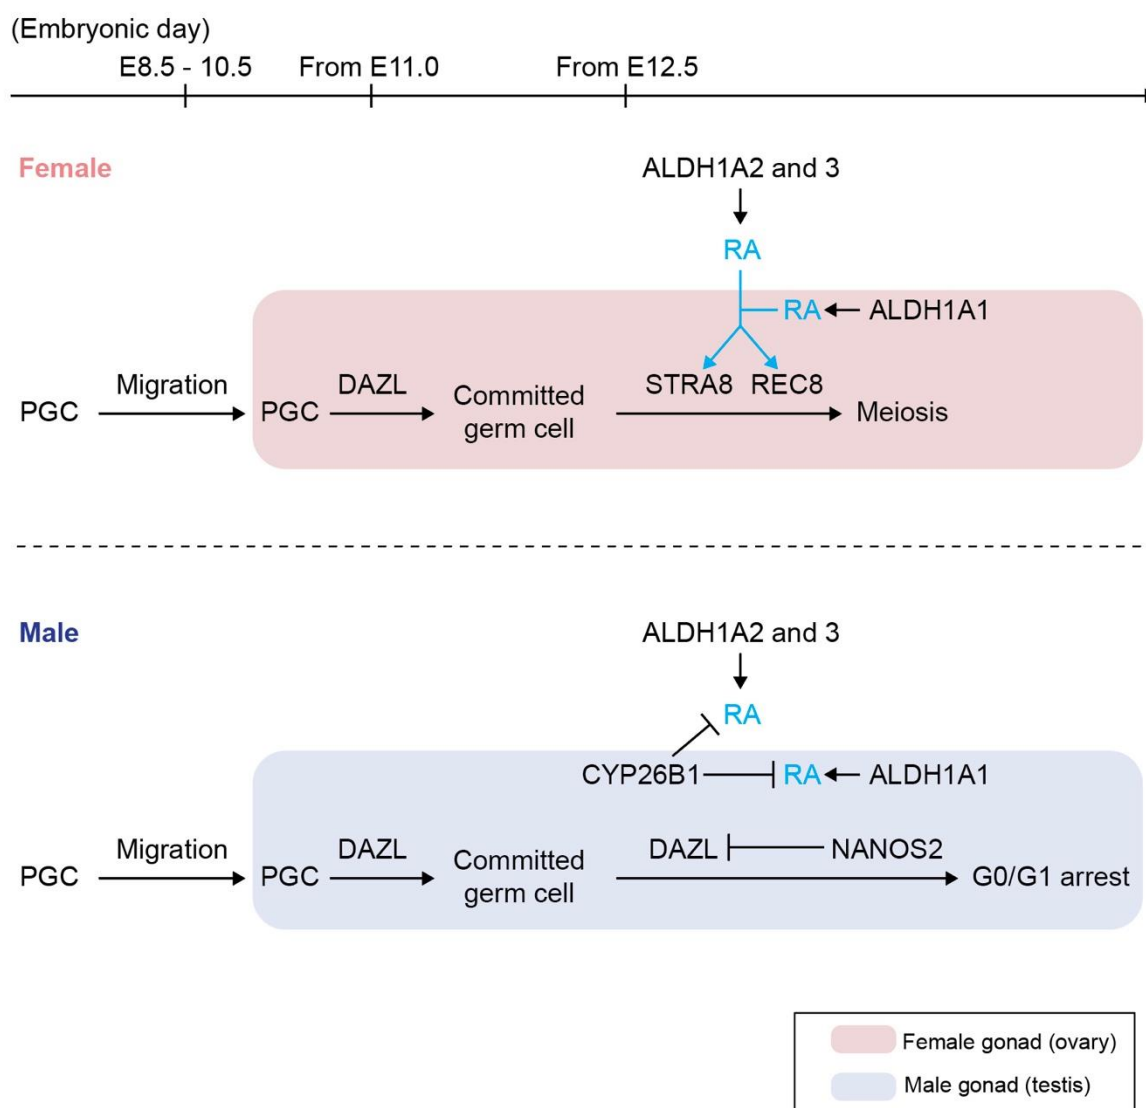 (Embryonic day)
E8.5 - 10.5 From E11.0 From E12.5
Female
ALDH1A2 and 3
RA
RA ALDH1A1
Migration DAZL STRA8 REC8
PGC PGC Committed germ cell Meiosis
Male
ALDH1A2 and 3
RA
CYP26B1 RA ALDH1A1
Migration DAZL DAZL NANOS2
PGC PGC Committed germ cell G0/G1 arrest
Female gonad (ovary)
Male gonad (testis)